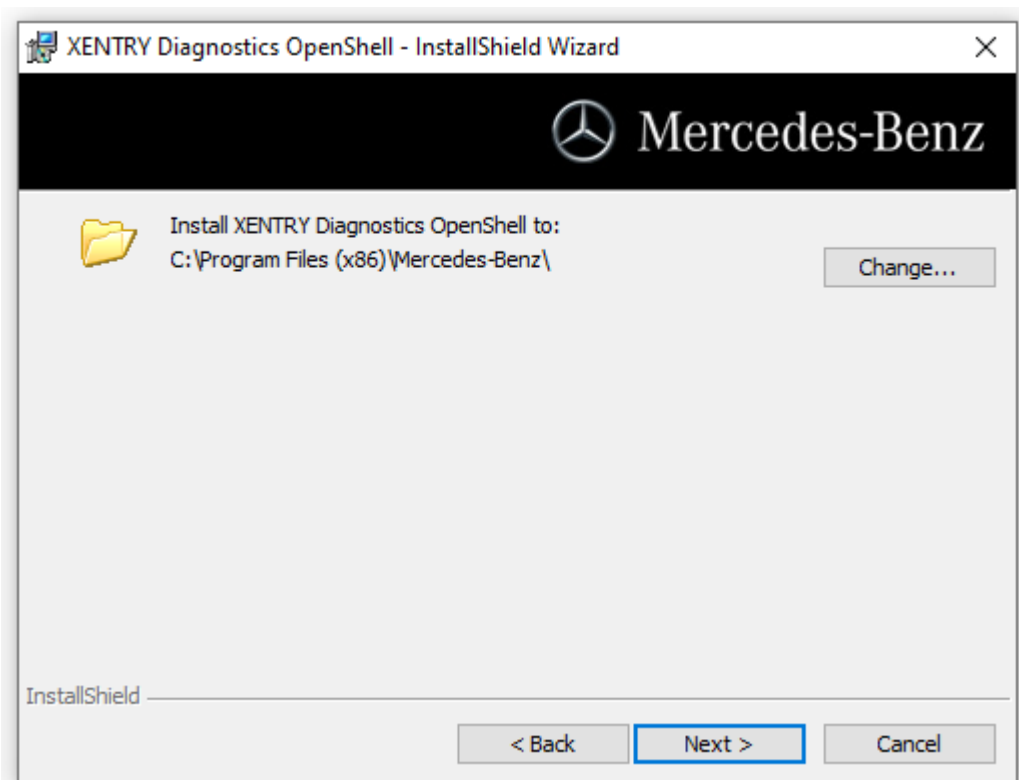 XENTRY Diagnostics OpenShell - InstallShield Wizard
Mercedes-Benz
Install XENTRY Diagnostics OpenShell to:
C:\Program Files (x86)\Mercedes-Benz\
Change...
InstallShield
< Back
Next >
Cancel